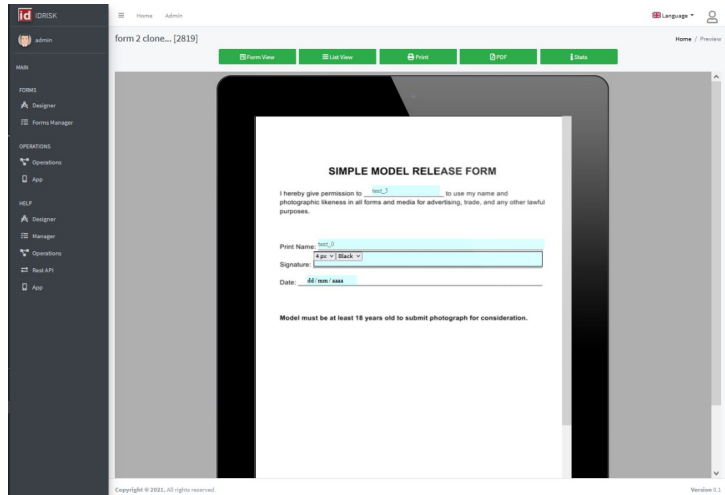 id IDRISK
Home Admin
Language
admin
form 2 clone... [2819]
Home / Preview
Form View
List View
Print
PDF
Stats
MAIN
FORMS
Designer
Forms Manager
OPERATIONS
Operations
App
HELP
Designer
Manager
Operations
Rest API
App
SIMPLE MODEL RELEASE FORM
I hereby give permission to text_3 to use my name and
photographic likeness in all forms and media for advertising, trade, and any other lawful
purposes.
Print Name: text_0
4 px Black
Signature:
Date: dd / mm / aaaa
Model must be at least 18 years old to submit photograph for consideration.
Copyright © 2021. All rights reserved.
Version 0.1